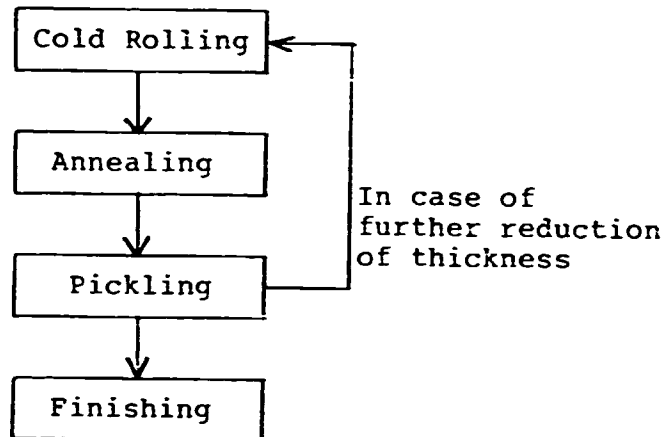 Cold Rolling
Annealing
In case of
further reduction
of thickness
Pickling
Finishing